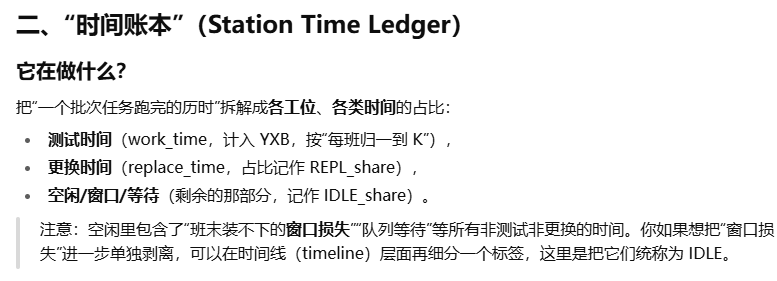 二、“时间账本”（Station Time Ledger）
它在做什么？
把“一个批次任务跑完的历时”拆解成各工位、各类时间的占比：
• 测试时间（work_time，计入 YXB，按“每班归一到 K”），
• 更换时间（replace_time，占比记作 REPL_share），
• 空闲/窗口/等待（剩余的那部分，记作 IDLE_share）。
注意：空闲里包含了“班末装不下的窗口损失”“队列等待”等所有非测试非更换的时间。你如果想把“窗口损
失”进一步单独剥离，可以在时间线（timeline）层面再细分一个标签，这里是把它们统称为 IDLE。